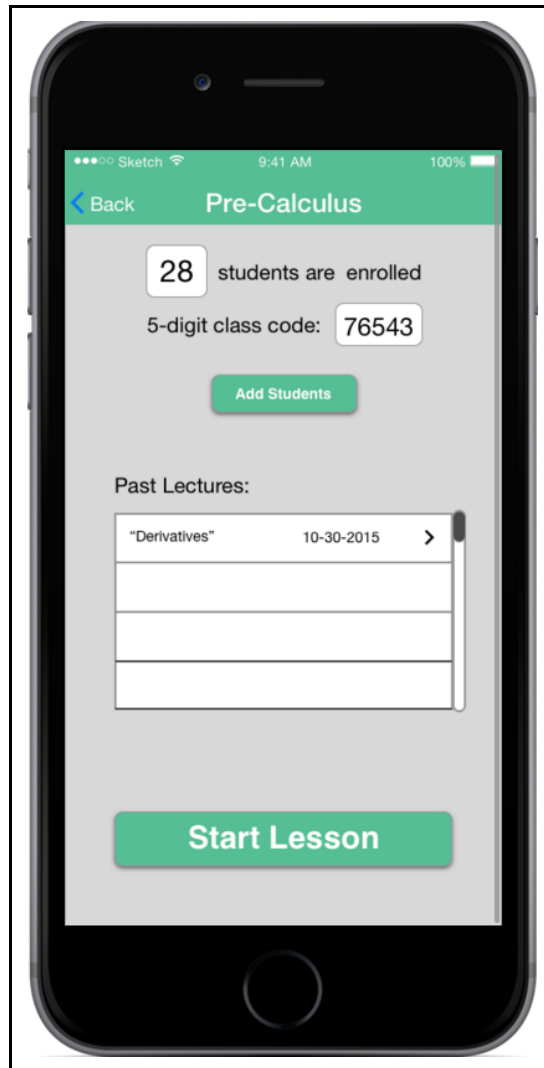 Sketch 9:41 AM 100%
Back Pre-Calculus
28 students are enrolled
5-digit class code: 76543
Add Students
Past Lectures:
“Derivatives” 10-30-2015
Start Lesson